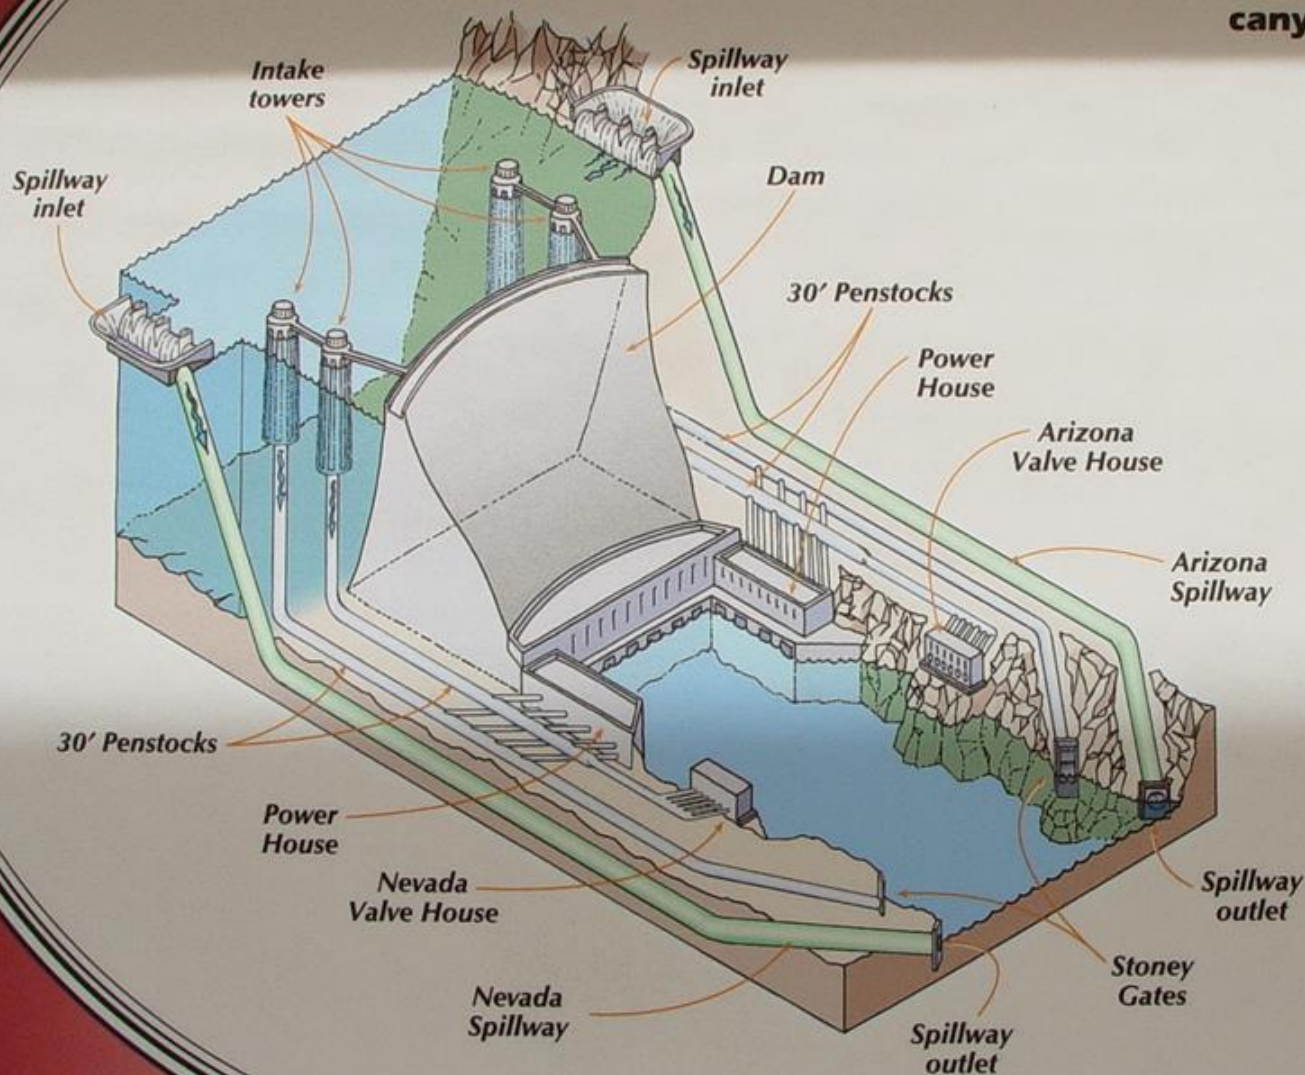 cany
Intake
towers
Spillway
inlet
Spillway
inlet
Dam
30' Penstocks
Power
House
Arizona
Valve House
Arizona
Spillway
30' Penstocks
Power
House
Nevada
Valve House
Spillway
outlet
Stoney
Gates
Nevada
Spillway
Spillway
outlet